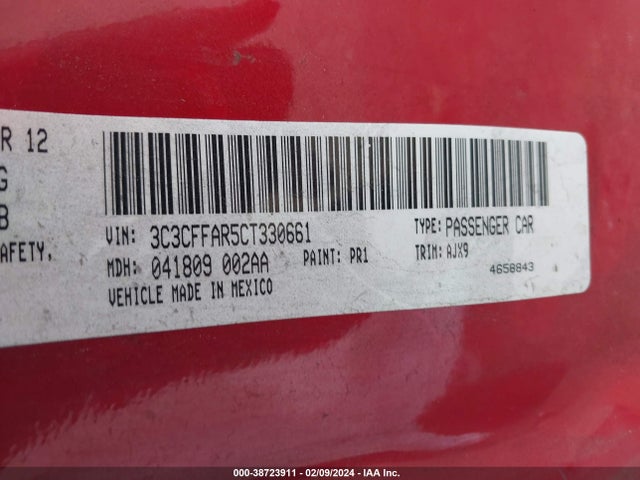 R 12
G
B
AFETY,
VIN: 3C3CFFAR5CT330661
TYPE: PASSENGER CAR
MDH: 041809 002AA
PAINT: PR1
TRIM: AJX9
VEHICLE MADE IN MEXICO
4658843
000-38723911 - 02/09/2024 - IAA Inc.